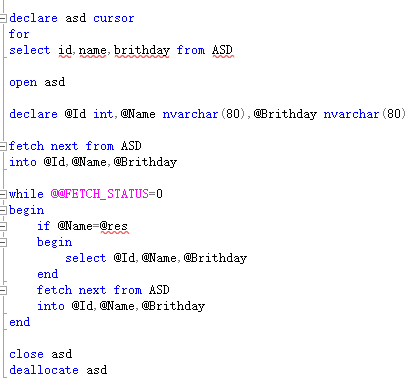 declare asd cursor
for
select id,name,brithday from ASD
open asd
declare @Id int,@Name nvarchar(80),@Brithday nvarchar(80)
fetch next from ASD
into @Id,@Name,@Brithday
while @@FETCH_STATUS=0
begin
if @Name=@res
begin
select @Id,@Name,@Brithday
end
fetch next from ASD
into @Id,@Name,@Brithday
end
close asd
deallocate asd